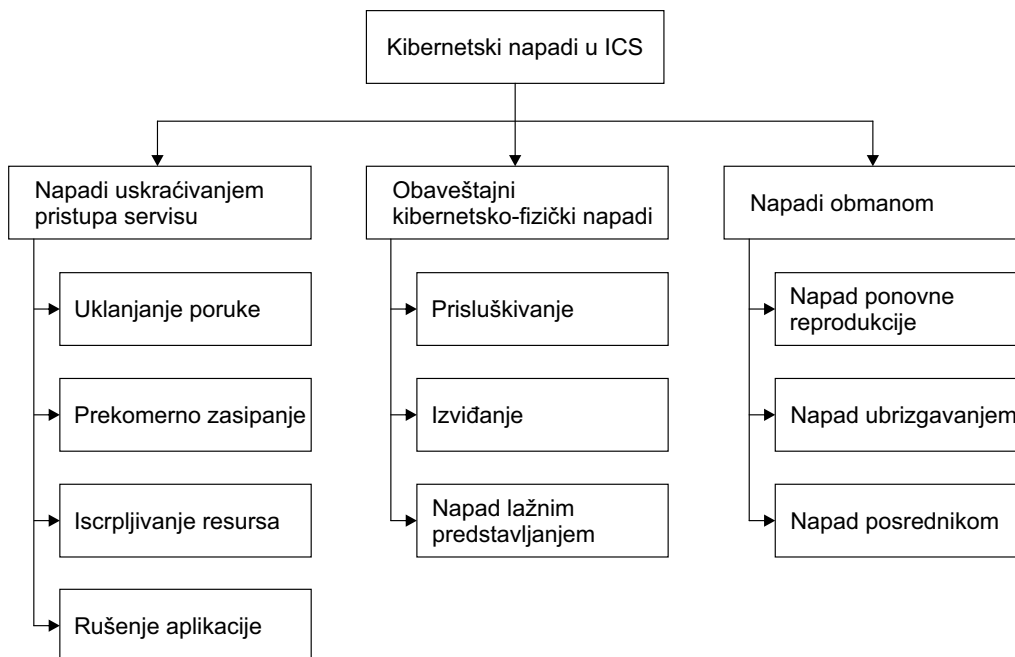 Kibernetski napadi u ICS
Napadi uskraćivanjem
pristupa servisu
Uklanjanje poruke
Prekomerno zasipanje
Iscrpljivanje resursa
Rušenje aplikacije
Obaveštajni
kibernetsko-fizički napadi
Prisluškivanje
Izviđanje
Napad lažnim
predstavljanjem
Napadi obmanom
Napad ponovne
reprodukcije
Napad ubrizgavanjem
Napad posrednikom